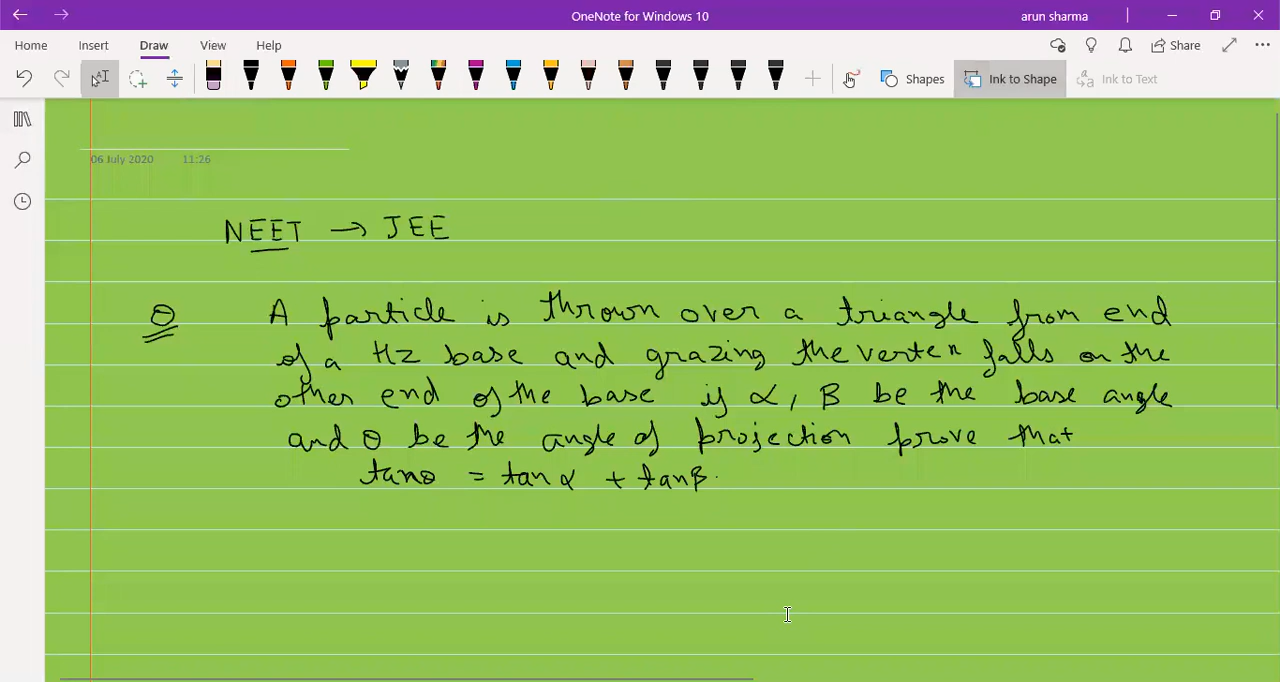 OneNote for Windows 10
arun sharma
Home Insert Draw View Help
Share
Shapes Ink to Shape Ink to Text
06 July 2020 11:26
NEET → JEE
Q A particle is thrown over a triangle from end
of a Hz base and grazing the vertex falls on the
other end of the base if α, β be the base angle
and θ be the angle of projection prove that
tanθ = tanα + tanβ.